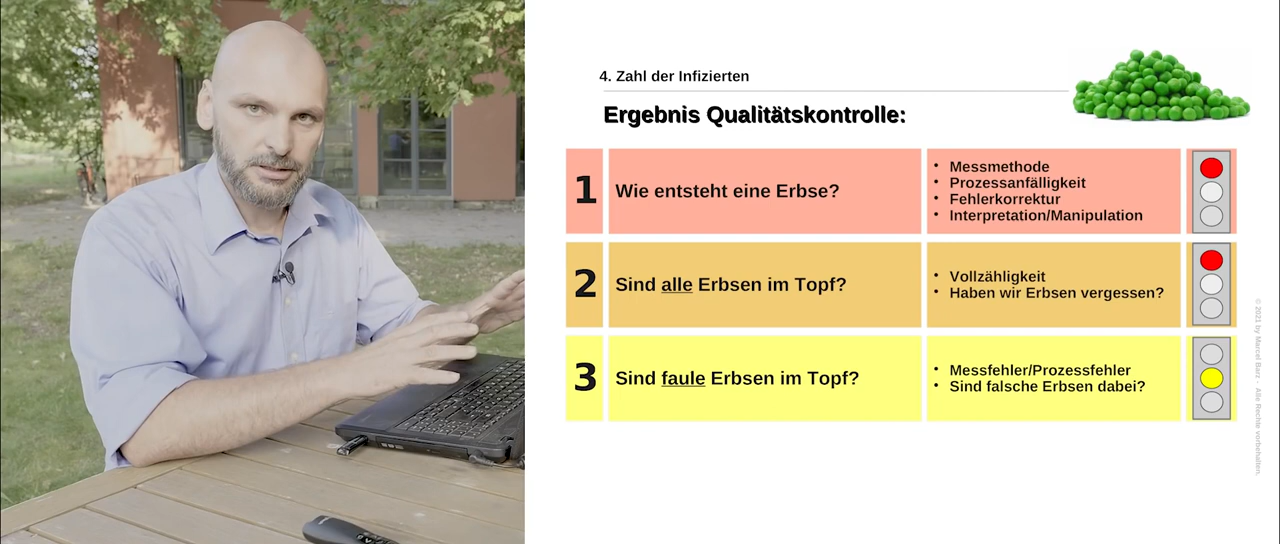 4. Zahl der Infizierten
Ergebnis Qualitätskontrolle:
1
Wie entsteht eine Erbse?
• Messmethode
• Prozessanfälligkeit
• Fehlerkorrektur
• Interpretation/Manipulation
2
Sind alle Erbsen im Topf?
• Vollzähligkeit
• Haben wir Erbsen vergessen?
3
Sind faule Erbsen im Topf?
• Messfehler/Prozessfehler
• Sind falsche Erbsen dabei?
© 2021 by Marcel Barz - Alle Rechte vorbehalten.